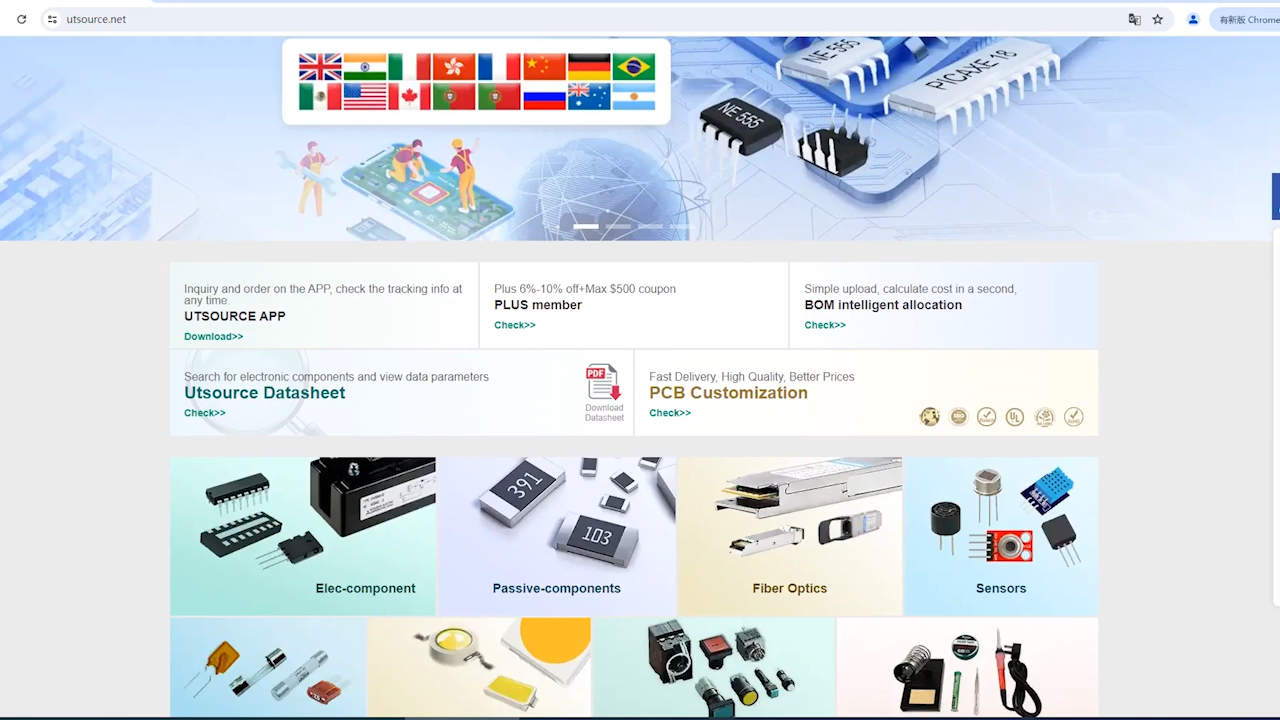 utsource.net
有新版 Chrome
NE 555
PICAXE-18
NE 555
Inquiry and order on the APP, check the tracking info at
any time.
UTSOURCE APP
Download>>
Plus 6%-10% off+Max $500 coupon
PLUS member
Check>>
Simple upload, calculate cost in a second,
BOM intelligent allocation
Check>>
Search for electronic components and view data parameters
Utsource Datasheet
Check>>
PDF
Download
Datasheet
Fast Delivery, High Quality, Better Prices
PCB Customization
Check>>
UL
391
103
Elec-component
Passive-components
Fiber Optics
Sensors